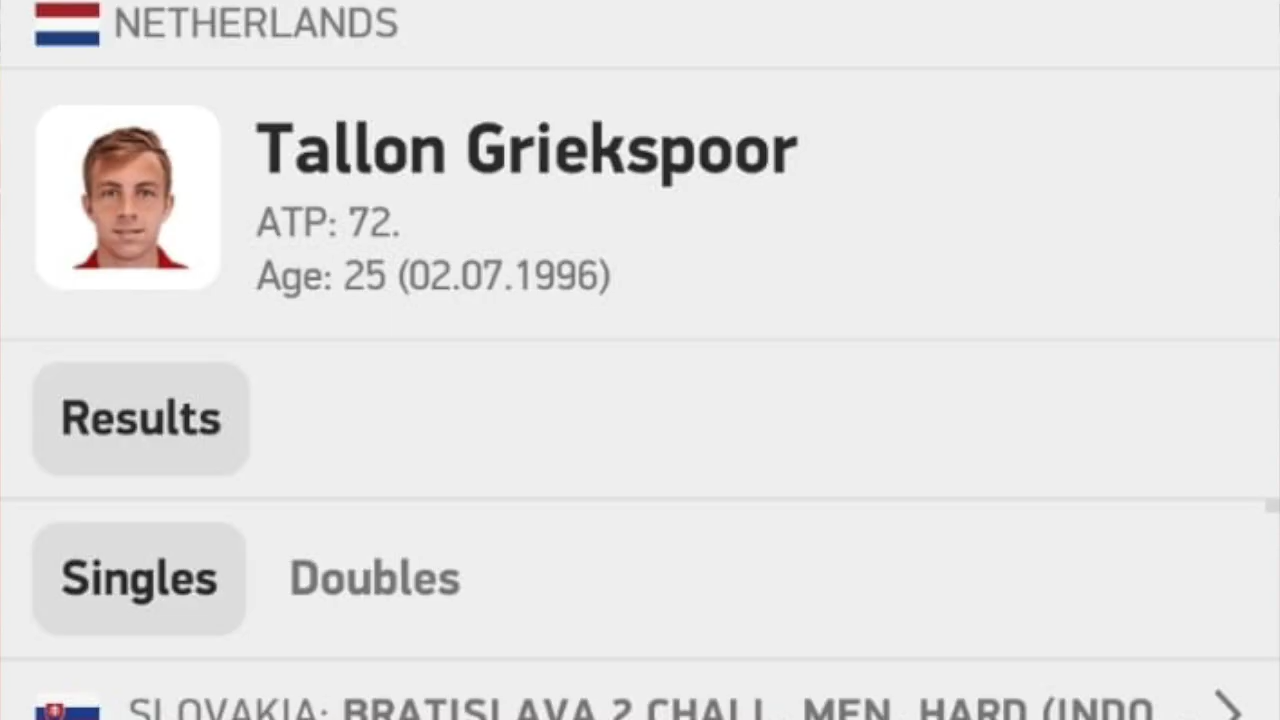 NETHERLANDS
Tallon Griekspoor
ATP: 72.
Age: 25 (02.07.1996)
Results
Singles Doubles
SLOVAKIA: BRATISLAVA 2 CHALL. MEN, HARD (INDO...